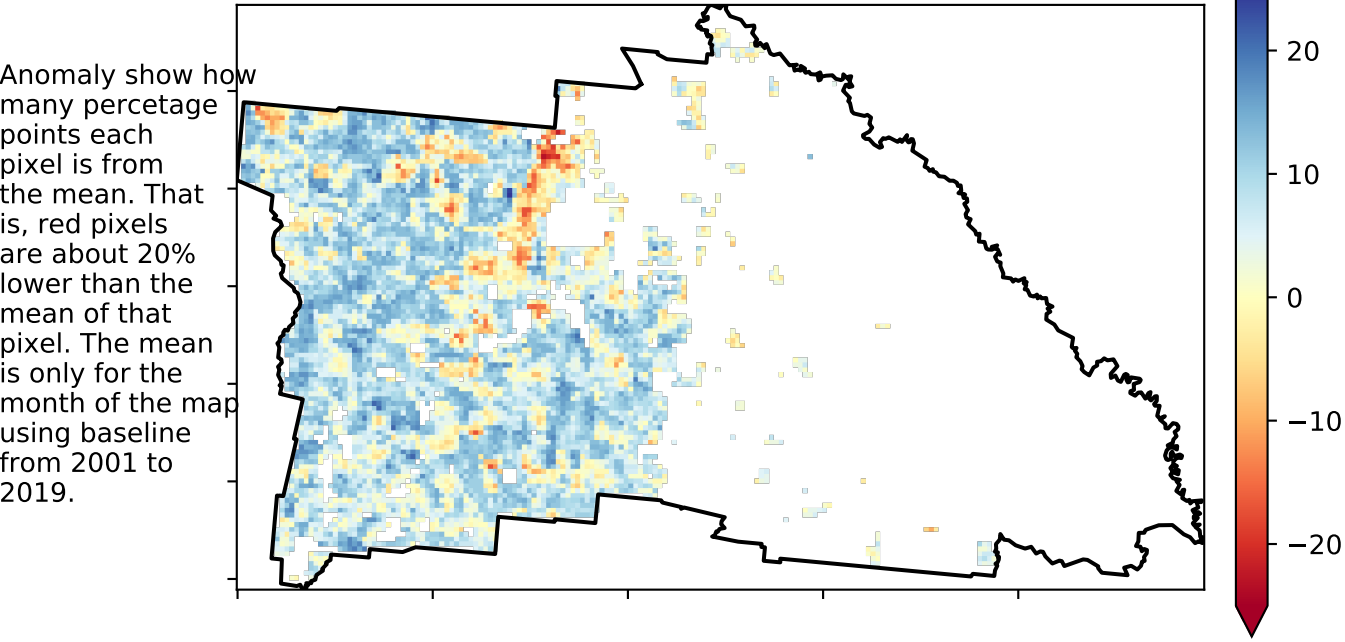 Anomaly show how
many percetage
points each
pixel is from
the mean. That
is, red pixels
are about 20%
lower than the
mean of that
pixel. The mean
is only for the
month of the map
using baseline
from 2001 to
2019.
20
10
0
−10
−20